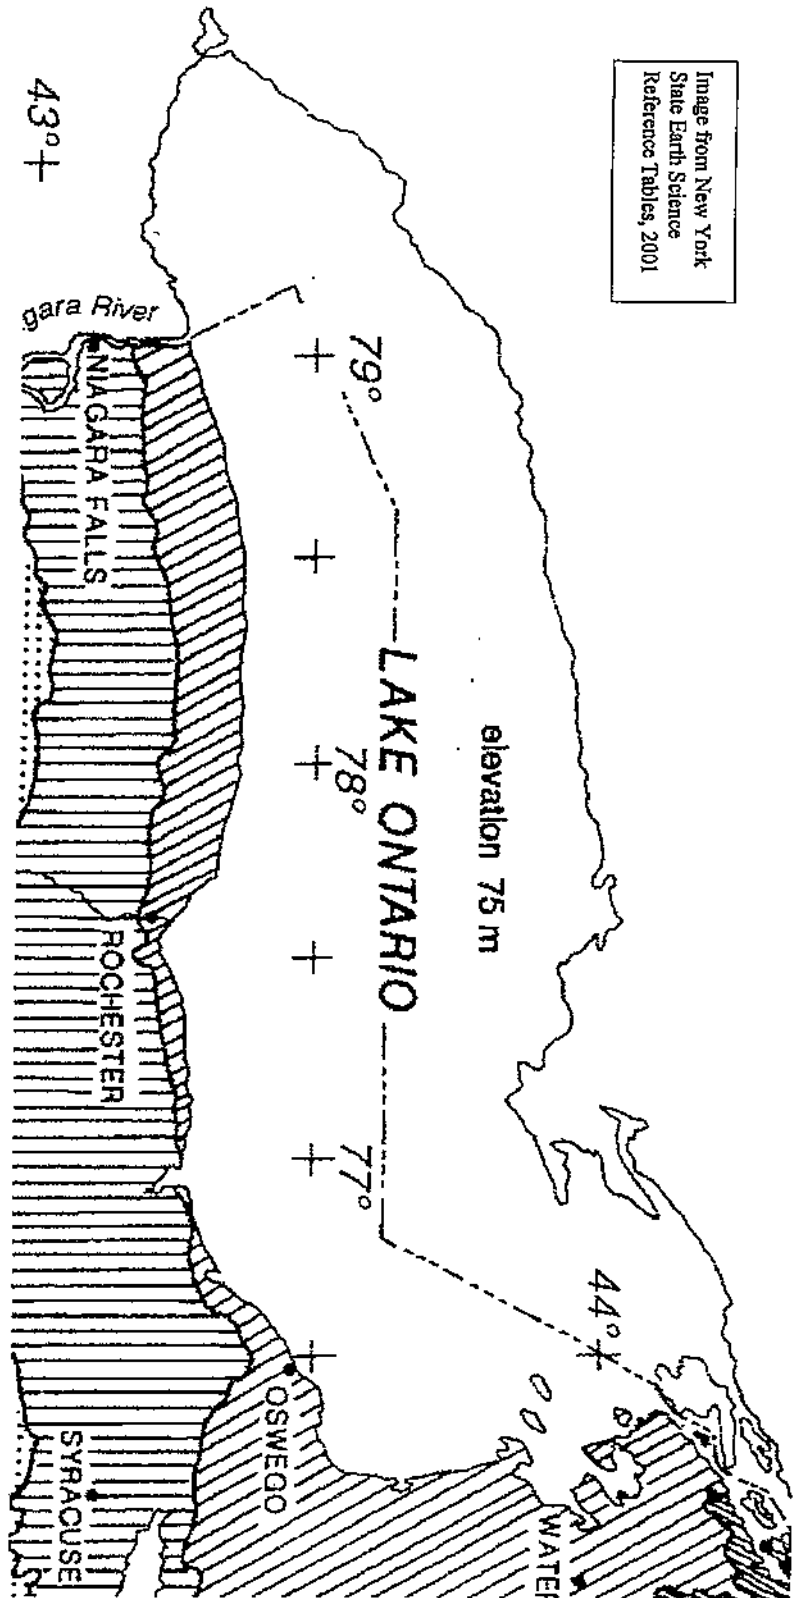 Image from New York
State Earth Science
Reference Tables, 2001
43°
gara River
79°
NIAGARA FALLS
LAKE ONTARIO
elevation 75 m
78°
ROCHESTER
77°
44°
OSWEGO
SYRACUSE
WATER